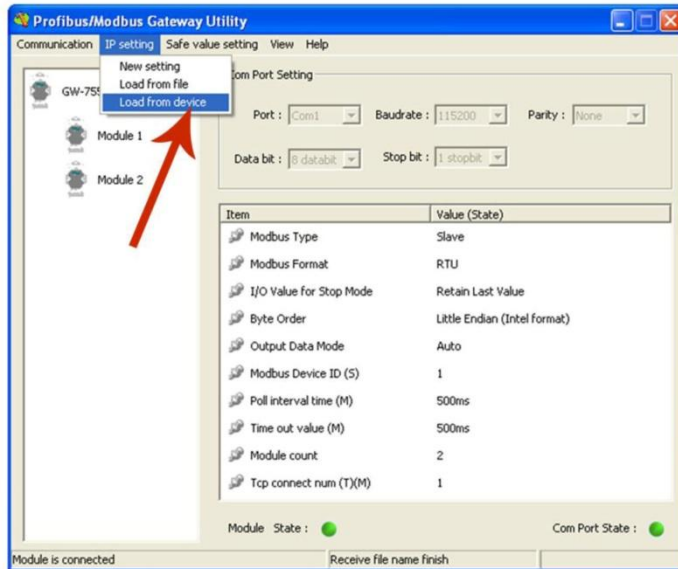 Profibus/Modbus Gateway Utility
Communication IP setting Safe value setting View Help
New setting
Load from file
Load from device
Module 1
Module 2
Com Port Setting
Port : Com1 Baudrate : 115200 Parity : None
Data bit : 8 databit Stop bit : 1 stopbit
Item Value (State)
Modbus Type Slave
Modbus Format RTU
I/O Value for Stop Mode Retain Last Value
Byte Order Little Endian (Intel format)
Output Data Mode Auto
Modbus Device ID (S) 1
Poll interval time (M) 500ms
Time out value (M) 500ms
Module count 2
Tcp connect num (T)(M) 1
Module State : Com Port State :
Module is connected Receive file name finish